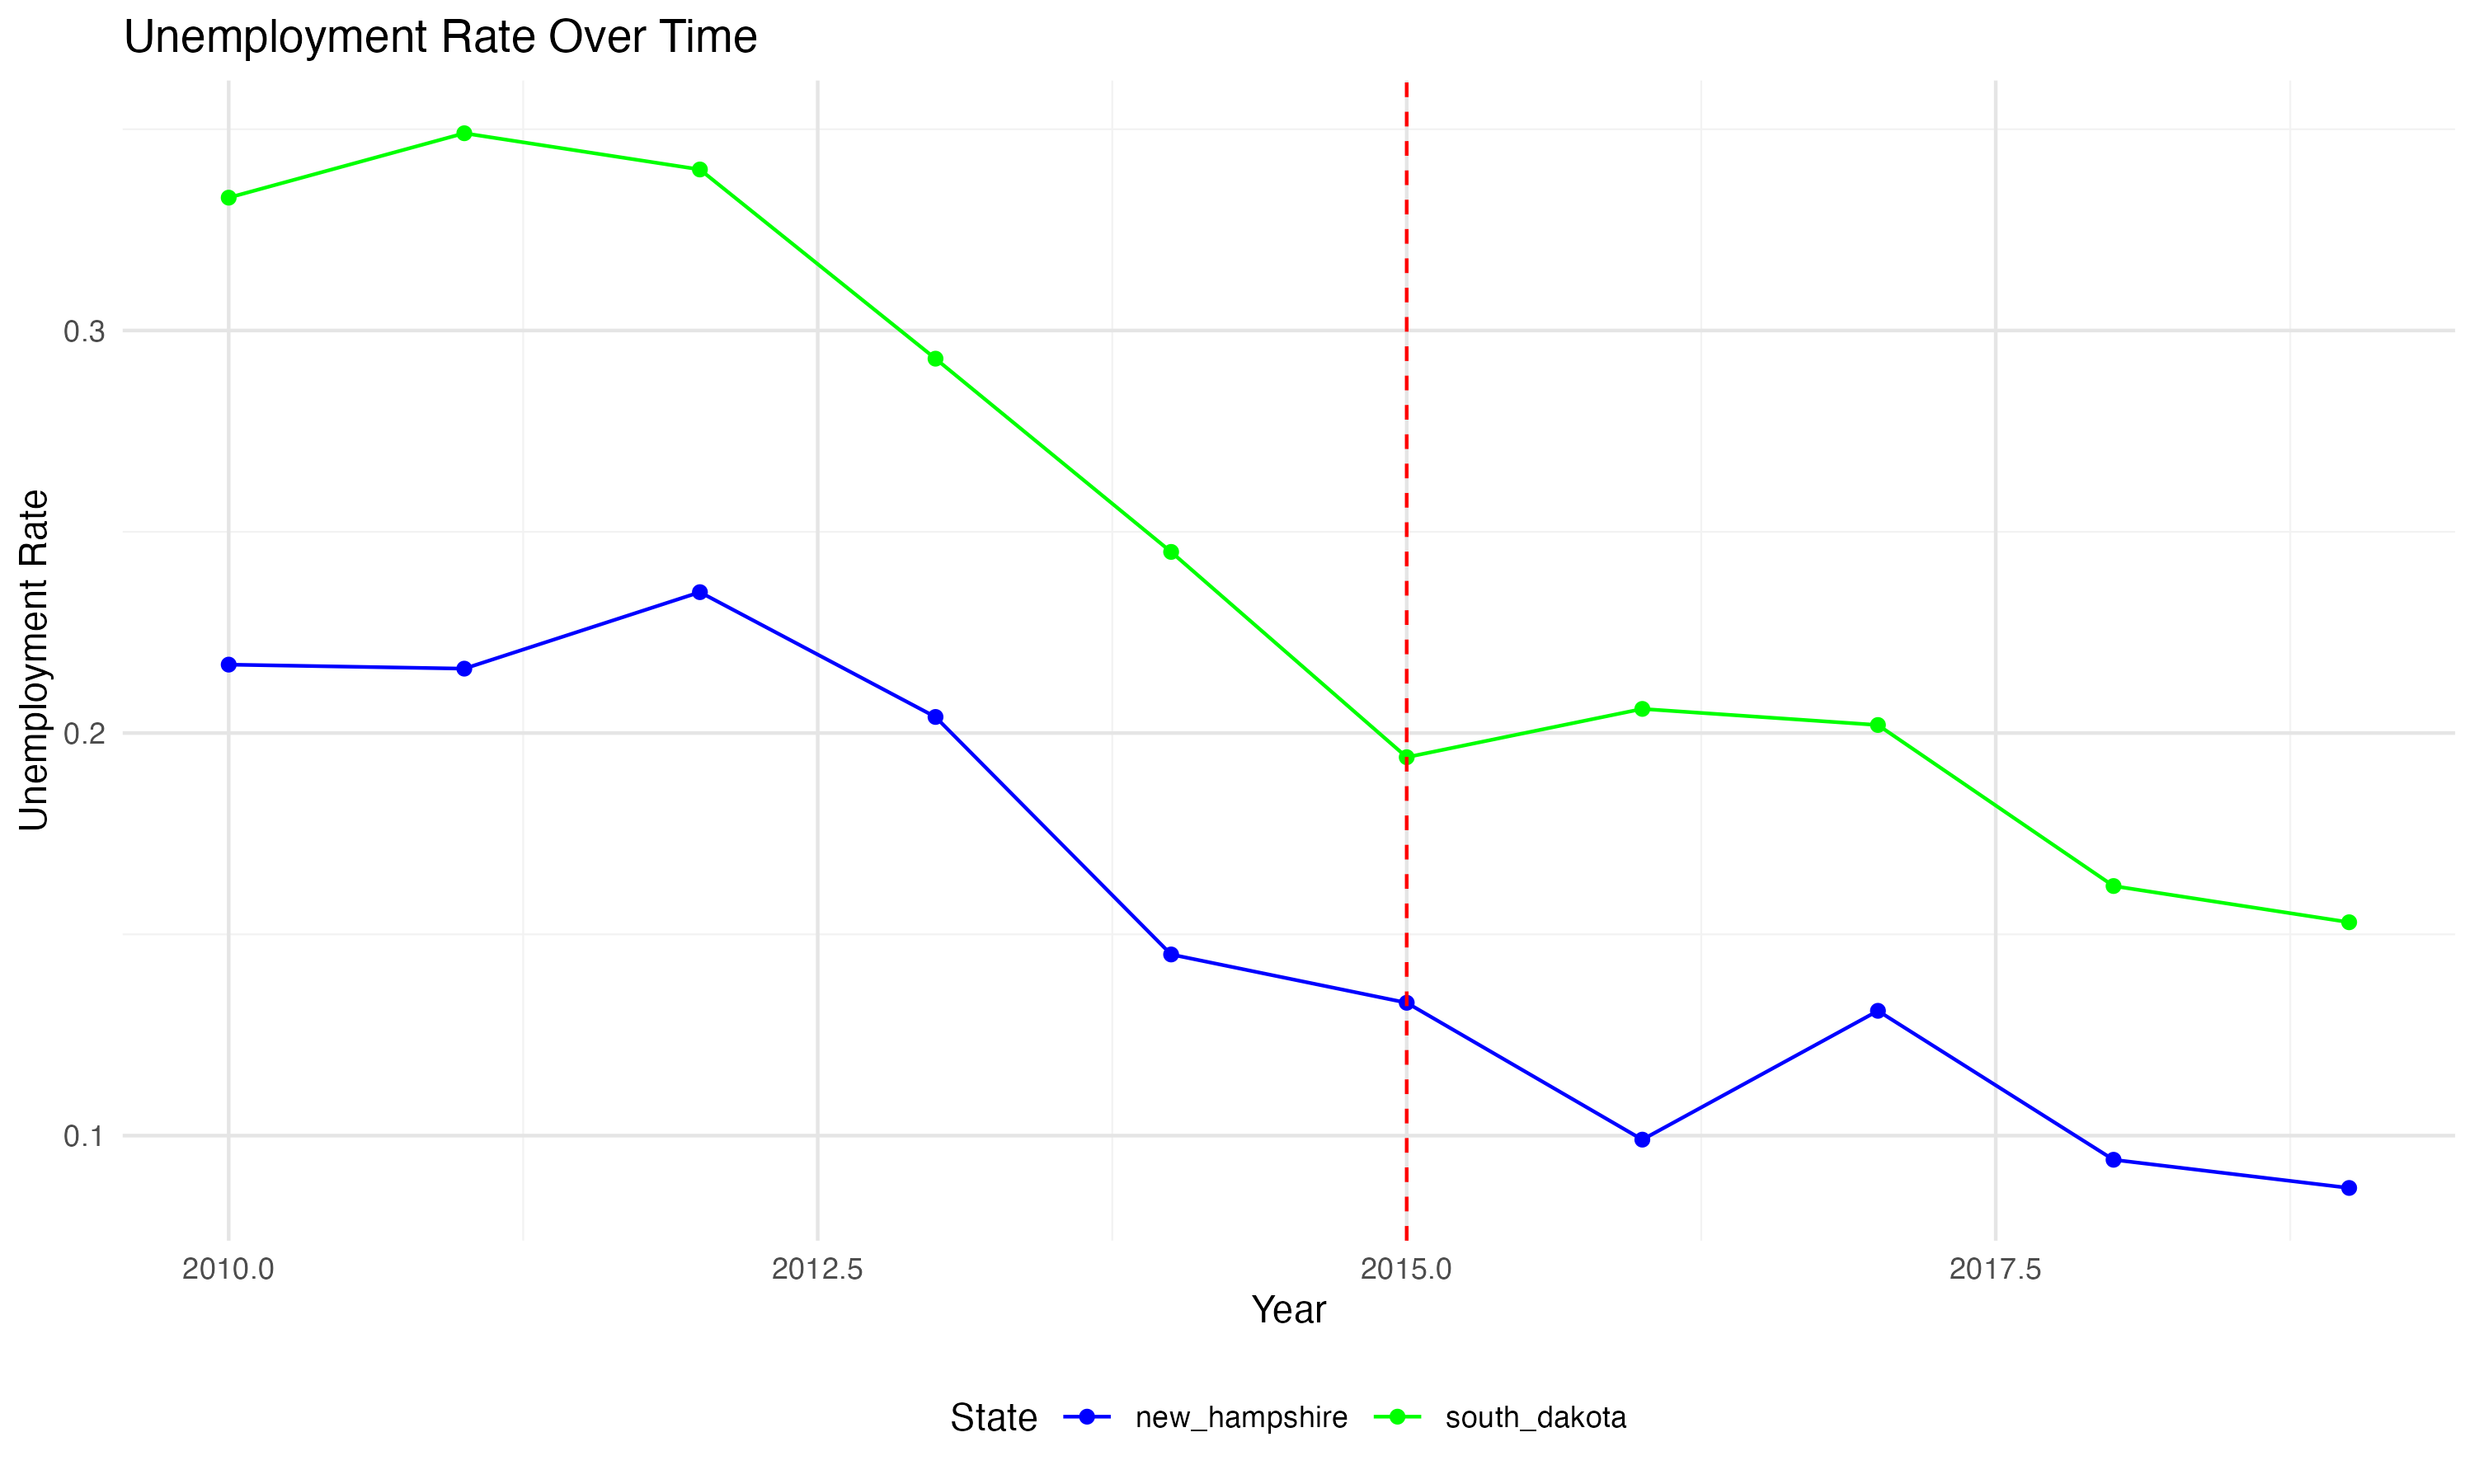 Unemployment Rate Over Time
Unemployment Rate
0.3
0.2
0.1
2010.0 2012.5 2015.0 2017.5
Year
State new_hampshire south_dakota